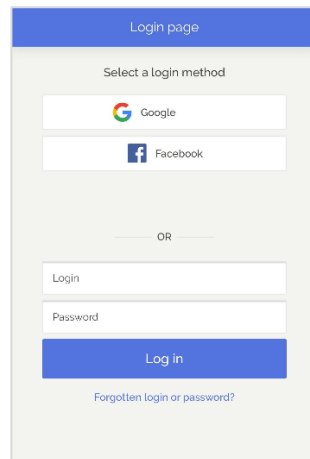 Login page
Select a login method
Google
Facebook
OR
Login
Password
Log in
Forgotten login or password?